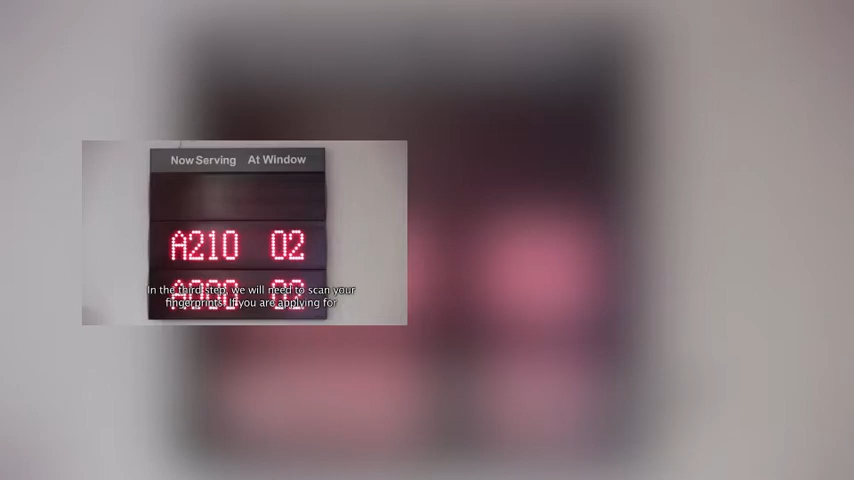 Now Serving At Window
A210 02
In the third step, we will need to scan your
fingerprints. If you are applying for